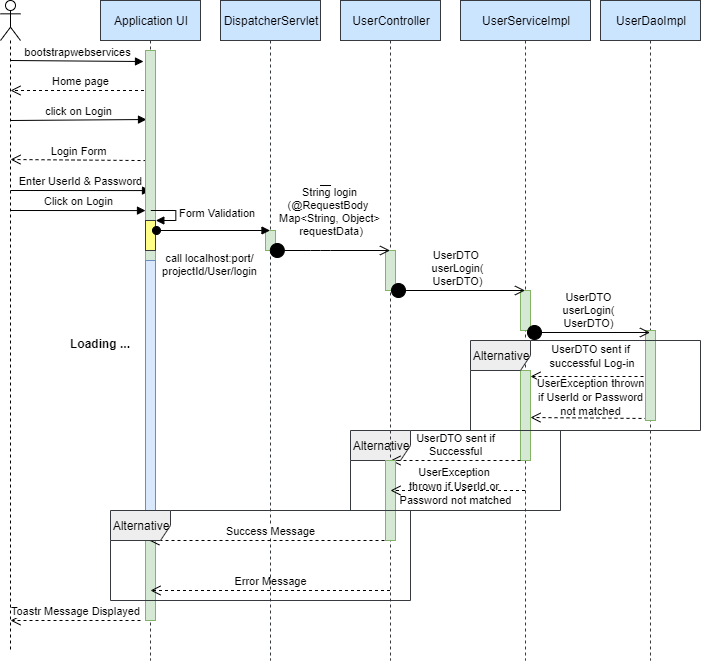 Application UI
DispatcherServlet
UserController
UserServiceImpl
UserDaoImpl
bootstrapwebservices
Home page
click on Login
Login Form
Enter UserId & Password
Click on Login
Form Validation
String login
(@RequestBody
Map<String, Object>
requestData)
call localhost:port/
projectId/User/login
UserDTO
userLogin(
UserDTO)
UserDTO
userLogin(
UserDTO)
Loading ...
Alternative
UserDTO sent if
successful Log-in
UserException thrown
if UserId or Password
not matched
Alternative
UserDTO sent if
Successful
UserException
thrown if UserId or
Password not matched
Alternative
Success Message
Error Message
Toastr Message Displayed